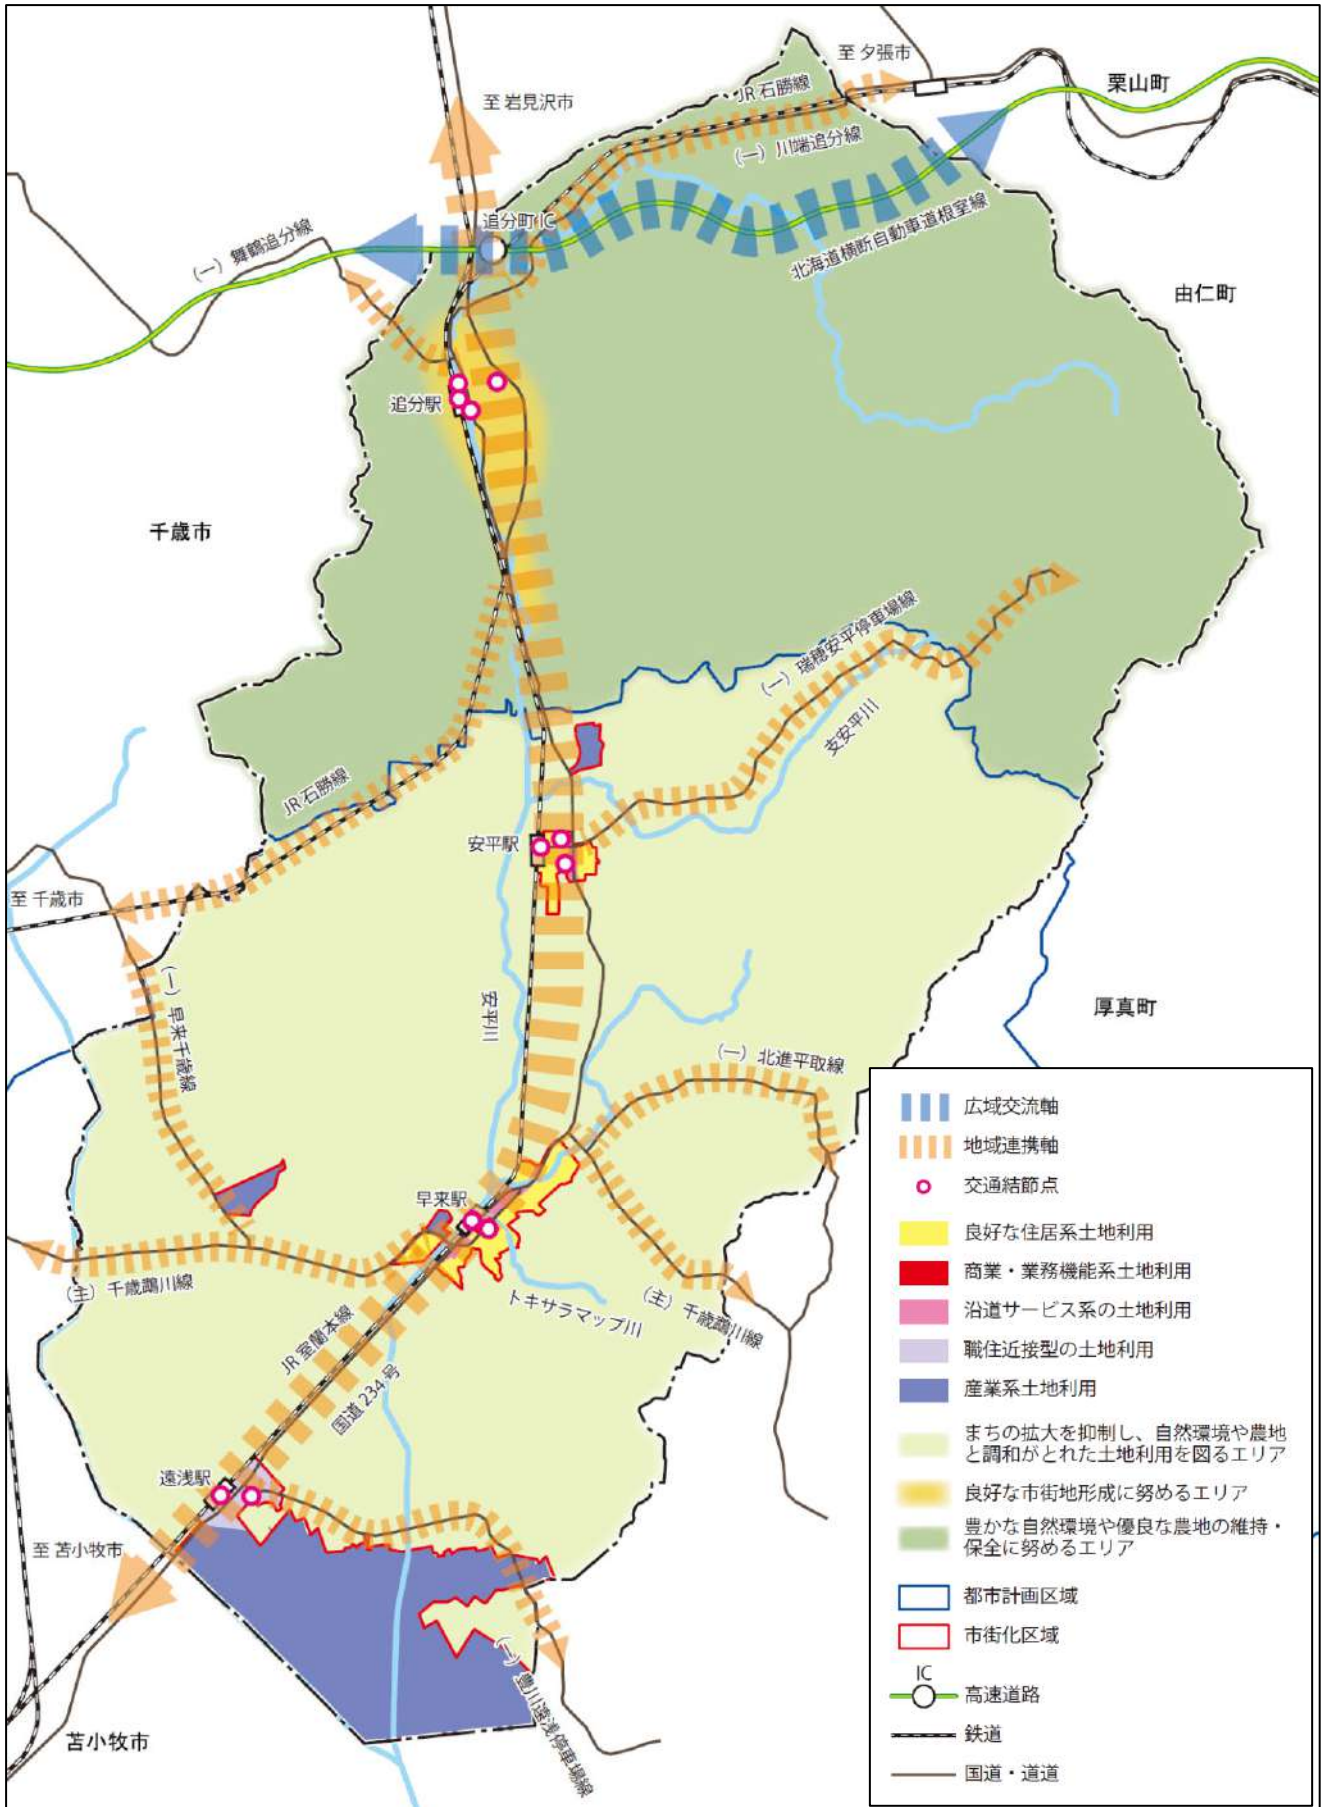 至 夕張市
栗山町
JR 石勝線
至 岩見沢市
(一) 川端追分線
追分町 IC
(一) 舞鶴追分線
北海道横断自動車道根室線
由仁町
追分駅
千歳市
(一) 瑞穂安平停車場線
支安平川
JR 石勝線
安平駅
至 千歳市
(一) 早来千歳線
安平川
厚真町
(一) 北進平取線
早来駅
(主) 千歳鵡川線
トキサラマップ川
(主) 千歳鵡川線
JR 室蘭本線
国道 234 号
遠浅駅
至 苫小牧市
(一) 豊川遠浅停車場線
苫小牧市
広域交流軸
地域連携軸
交通結節点
良好な住居系土地利用
商業・業務機能系土地利用
沿道サービス系の土地利用
職住近接型の土地利用
産業系土地利用
まちの拡大を抑制し、自然環境や農地
と調和がとれた土地利用を図るエリア
良好な市街地形成に努めるエリア
豊かな自然環境や優良な農地の維持・
保全に努めるエリア
都市計画区域
市街化区域
IC
高速道路
鉄道
国道・道道